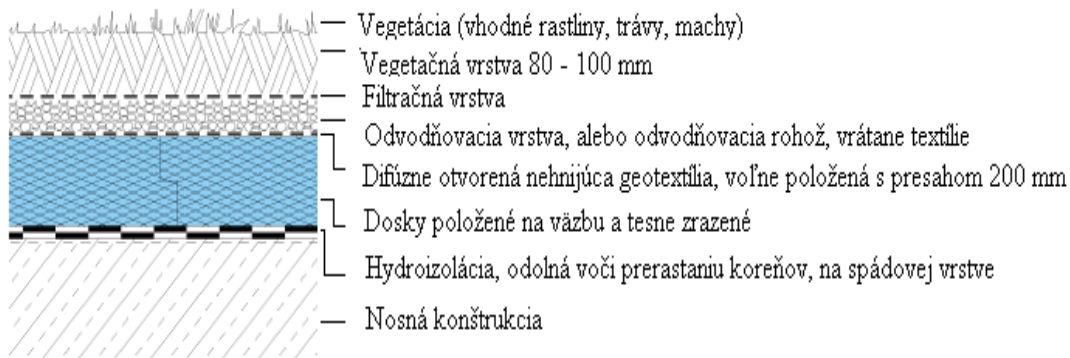 Vegetácia (vhodné rastliny, trávy, machy)
Vegetačná vrstva 80 - 100 mm
Filtračná vrstva
Odvodňovacia vrstva, alebo odvodňovacia rohož, vrátane textílie
Difúzne otvorená nehnijúca geotextília, voľne položená s presahom 200 mm
Dosky položené na väzbu a tesne zrazené
Hydroizolácia, odolná voči prerastaniu koreňov, na spádovej vrstve
Nosná konštrukcia